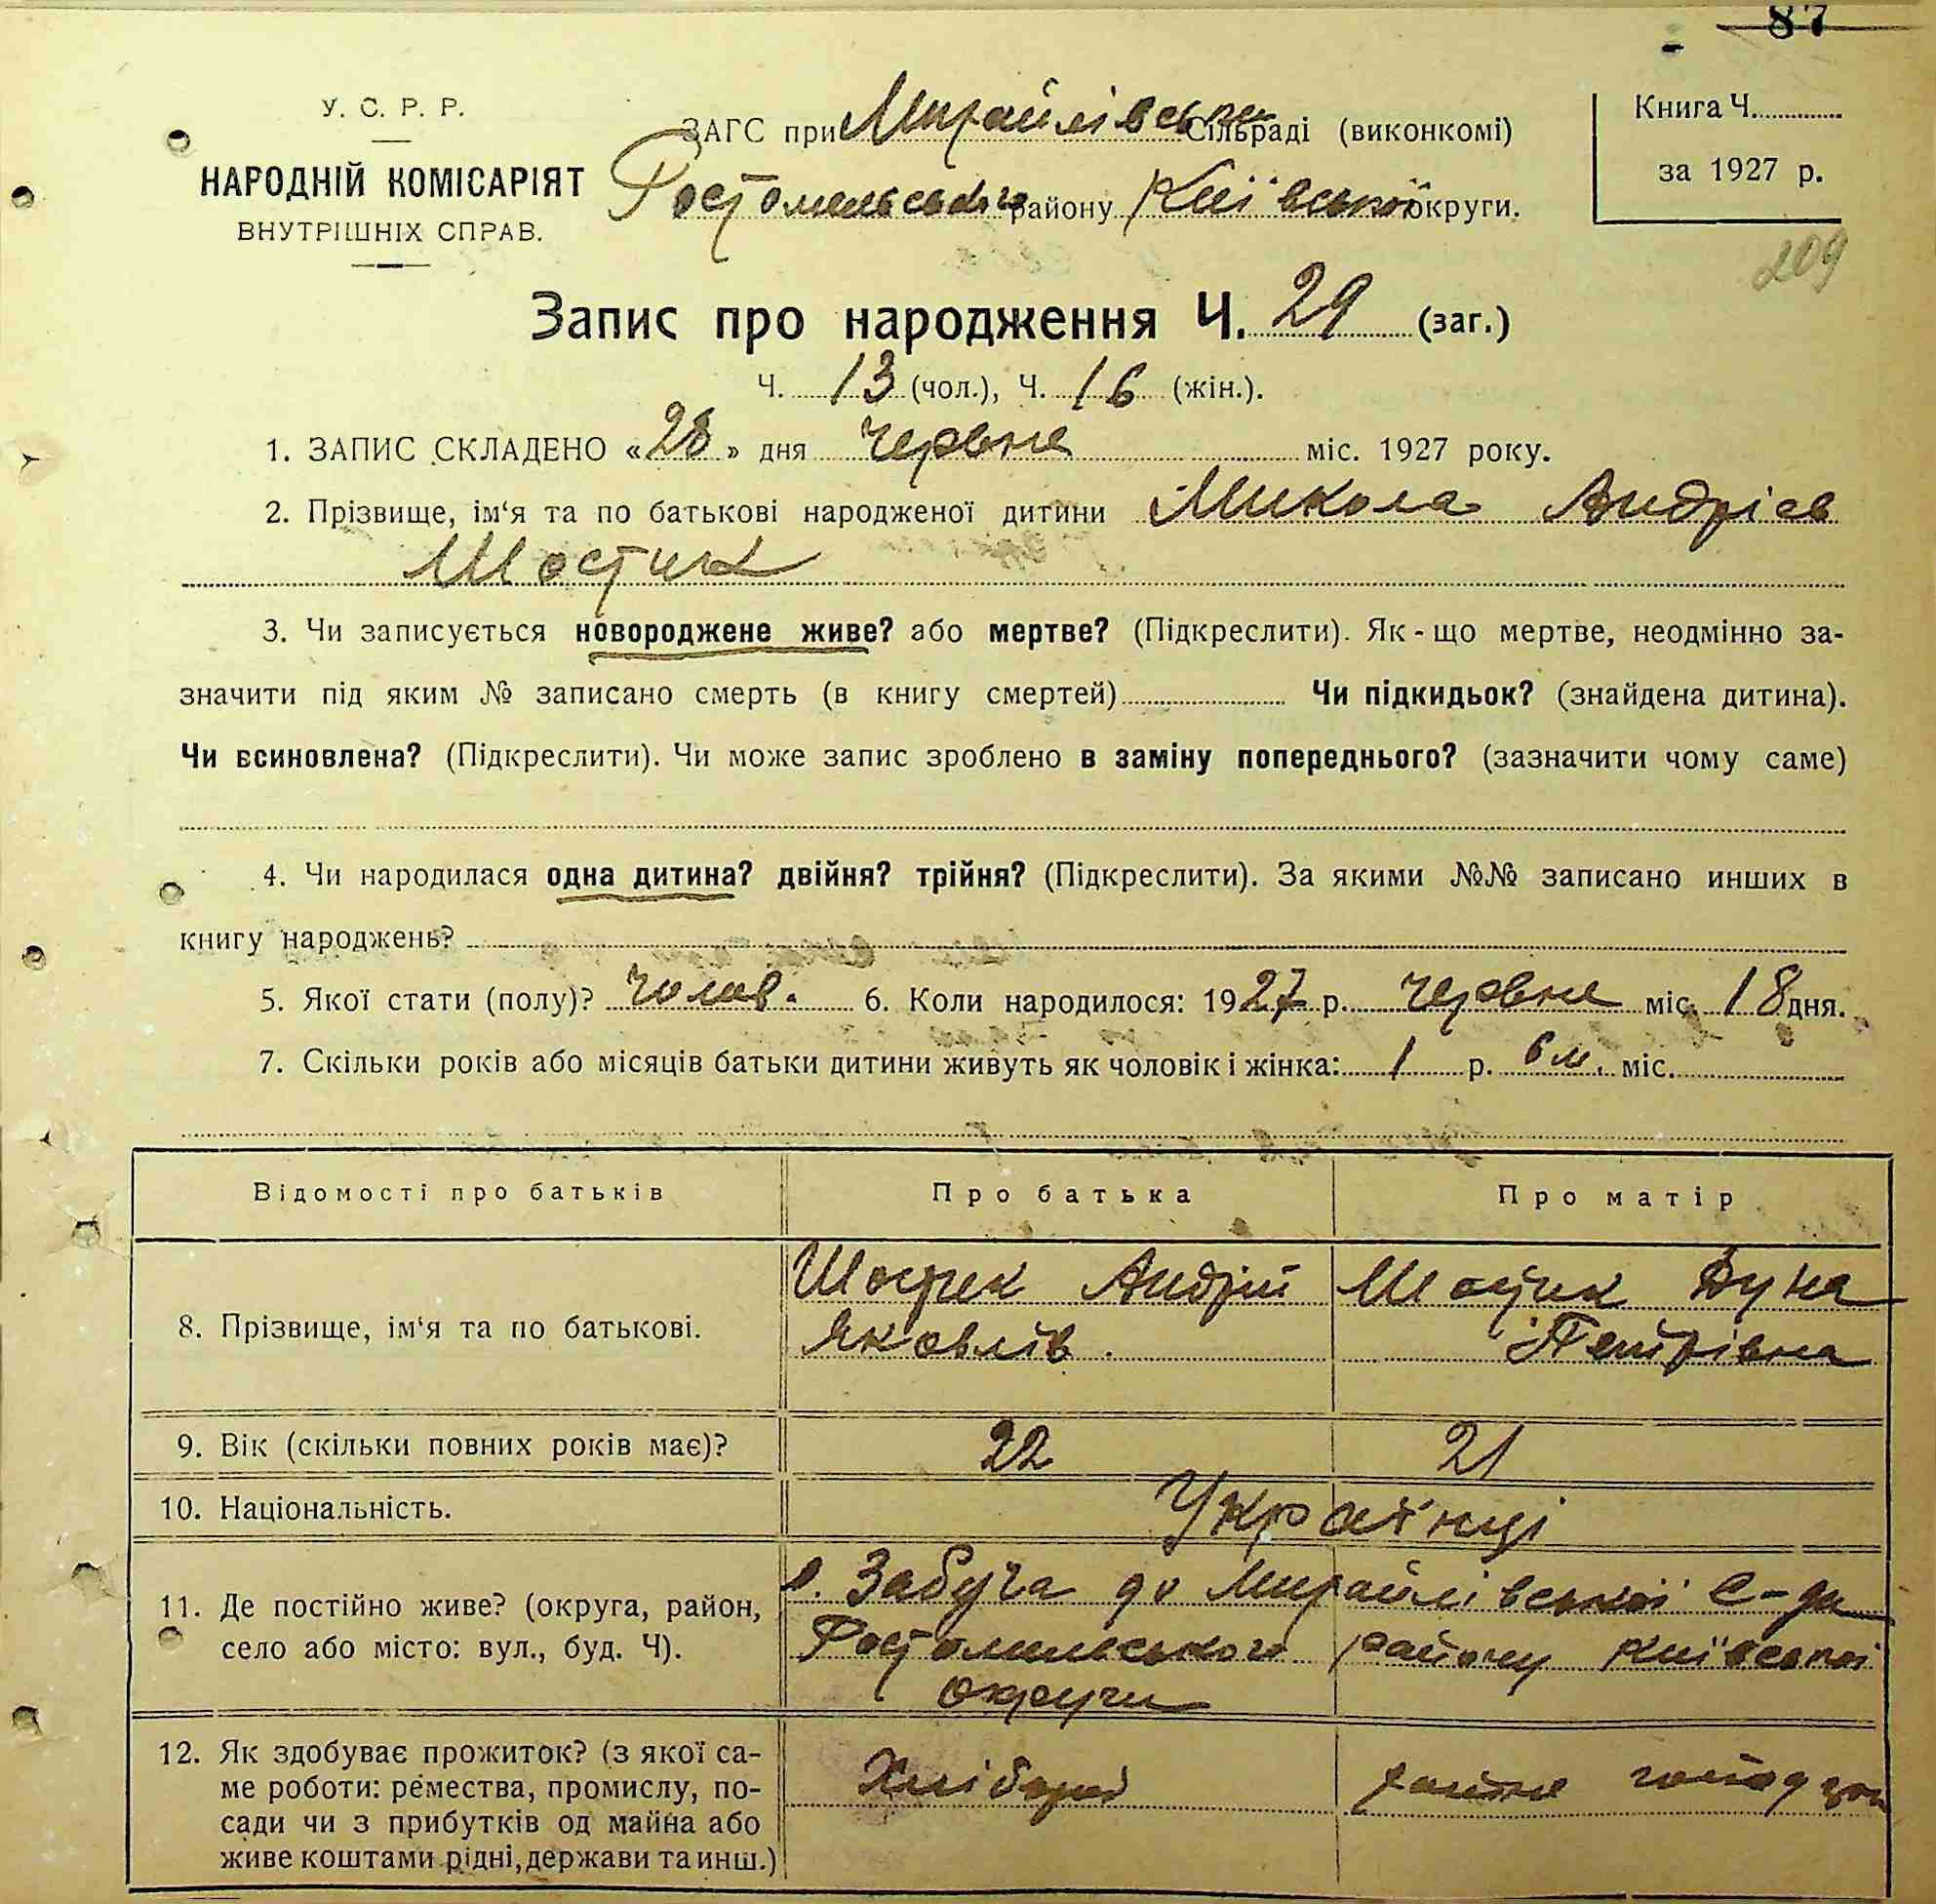 87
У. С. Р. Р.
НАРОДНІЙ КОМІСАРІЯТ
ВНУТРІШНІХ СПРАВ.
ЗАГС при Михайлівськи Сільраді (виконкомі)
Гостомельського району Київської округи.
Книга Ч.
за 1927 р.
209
Запис про народження Ч. 29 (заг.)
Ч. 13 (чол.), Ч. 16 (жін.).
1. ЗАПИС СКЛАДЕНО «28» дня червня міс. 1927 року.
2. Прізвище, ім‘я та по батькові народженої дитини Микола Андрієв
Шостик
3. Чи записується новороджене живе? або мертве? (Підкреслити). Як-що мертве, неодмінно за-
значити під яким № записано смерть (в книгу смертей) Чи підкидьок? (знайдена дитина).
Чи всиновлена? (Підкреслити). Чи може запис зроблено в заміну попереднього? (зазначити чому саме)
4. Чи народилася одна дитина? двійня? трійня? (Підкреслити). За якими №№ записано инших в
книгу народжень?
5. Якої стати (полу)? чолов. 6. Коли народилося: 1927 р. червня міс. 18 дня.
7. Скільки років або місяців батьки дитини живуть як чоловік і жінка: 1 р. 6 м. міс.
Відомості про батьків Про батька Про матір
8. Прізвище, ім‘я та по батькові.
Андрій
Яковлів.
Шостик
Петрівна
9. Вік (скільки повних років має)? 22 21
10. Національність. Українці
11. Де постійно живе? (округа, район,
село або місто: вул., буд. Ч).
с. Забуча до Михайлівської С-ди
Гостомельського району Київської
округи
12. Як здобуває прожиток? (з якої са-
ме роботи: ремества, промислу, по-
сади чи з прибутків од майна або
живе коштами рідні, держави та инш.)
Хлібороб